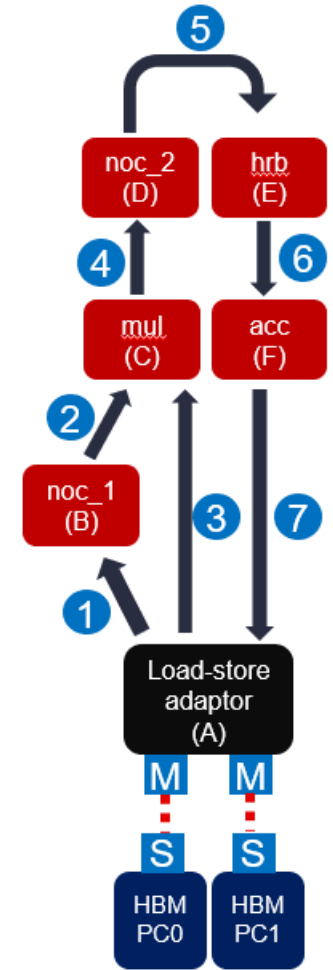 5
noc_2
(D)
hrb
(E)
4
6
mul
(C)
acc
(F)
2
noc_1
(B)
3
7
1
Load-store
adaptor
(A)
M
M
S
S
HBM
PC0
HBM
PC1